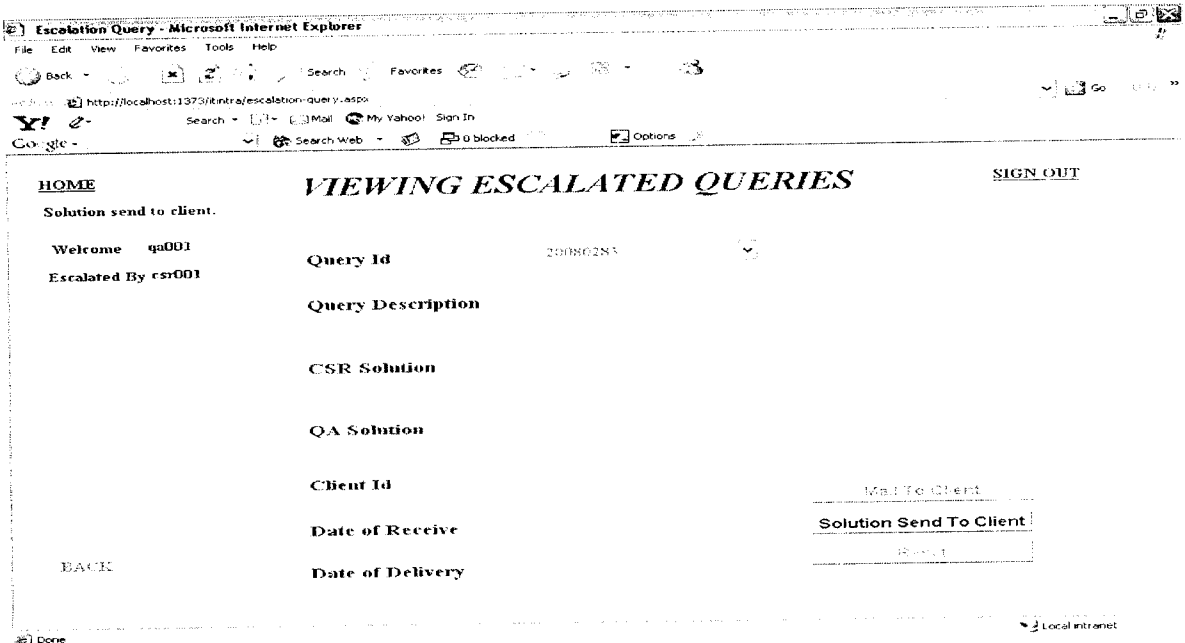 Escalation Query - Microsoft Internet Explorer
File Edit View Favorites Tools Help
Back Search Favorites
http://localhost:1373/itintra/escalation-query.aspx Go
Y! Search Mail My Yahoo! Sign In
Google Search Web 0 blocked Options
HOME VIEWING ESCALATED QUERIES SIGN OUT
Solution send to client.
Welcome qa001
Escalated By csr001
Query Id 20080283
Query Description
CSR Solution
QA Solution
Client Id
Mail To Client
Date of Receive
Solution Send To Client
BACK
Date of Delivery
Local intranet
Done